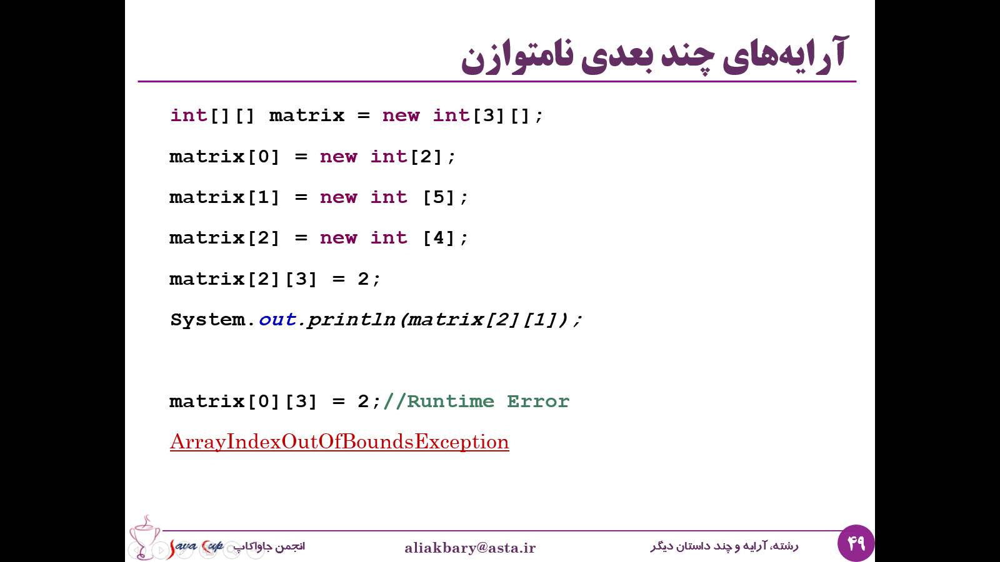 آرایه‌های چند بعدی نامتوازن
int[][] matrix = new int[3][];
matrix[0] = new int[2];
matrix[1] = new int [5];
matrix[2] = new int [4];
matrix[2][3] = 2;
System.out.println(matrix[2][1]);
matrix[0][3] = 2;//Runtime Error
ArrayIndexOutOfBoundsException
۴۹
رشته، آرایه و چند داستان دیگر
aliakbary@asta.ir
انجمن جاواکاپ
Java Cup